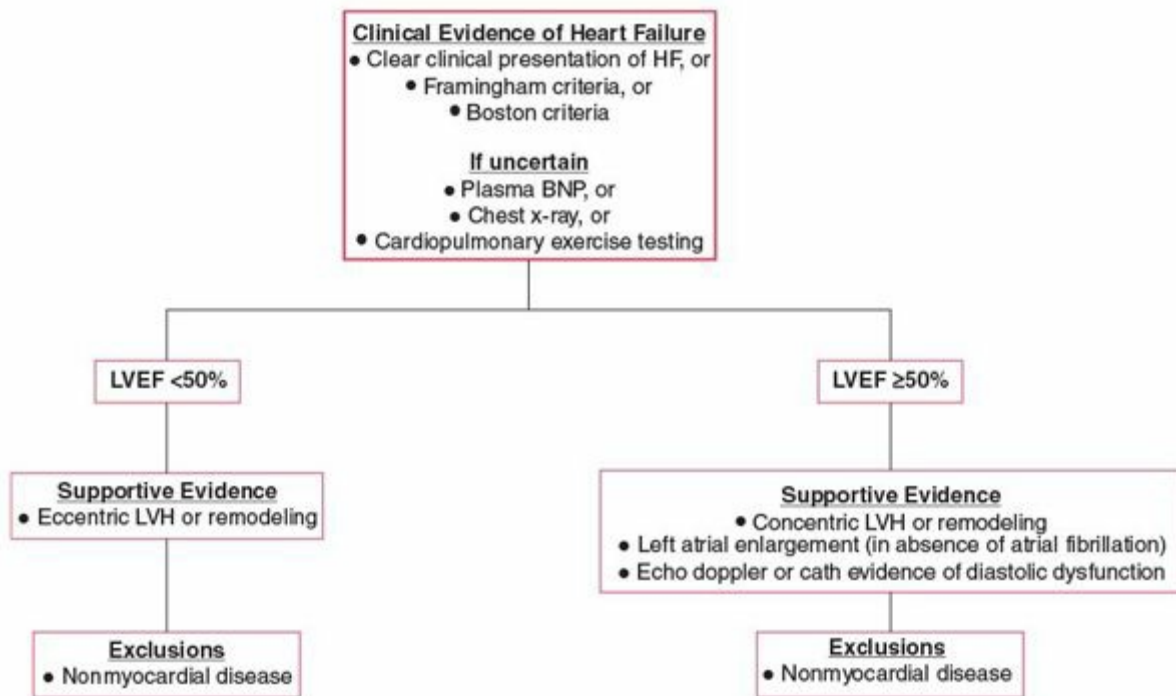 Clinical Evidence of Heart Failure
● Clear clinical presentation of HF, or
● Framingham criteria, or
● Boston criteria
If uncertain
● Plasma BNP, or
● Chest x-ray, or
● Cardiopulmonary exercise testing
LVEF <50%
Supportive Evidence
● Eccentric LVH or remodeling
Exclusions
● Nonmyocardial disease
LVEF ≥50%
Supportive Evidence
● Concentric LVH or remodeling
● Left atrial enlargement (in absence of atrial fibrillation)
● Echo doppler or cath evidence of diastolic dysfunction
Exclusions
● Nonmyocardial disease